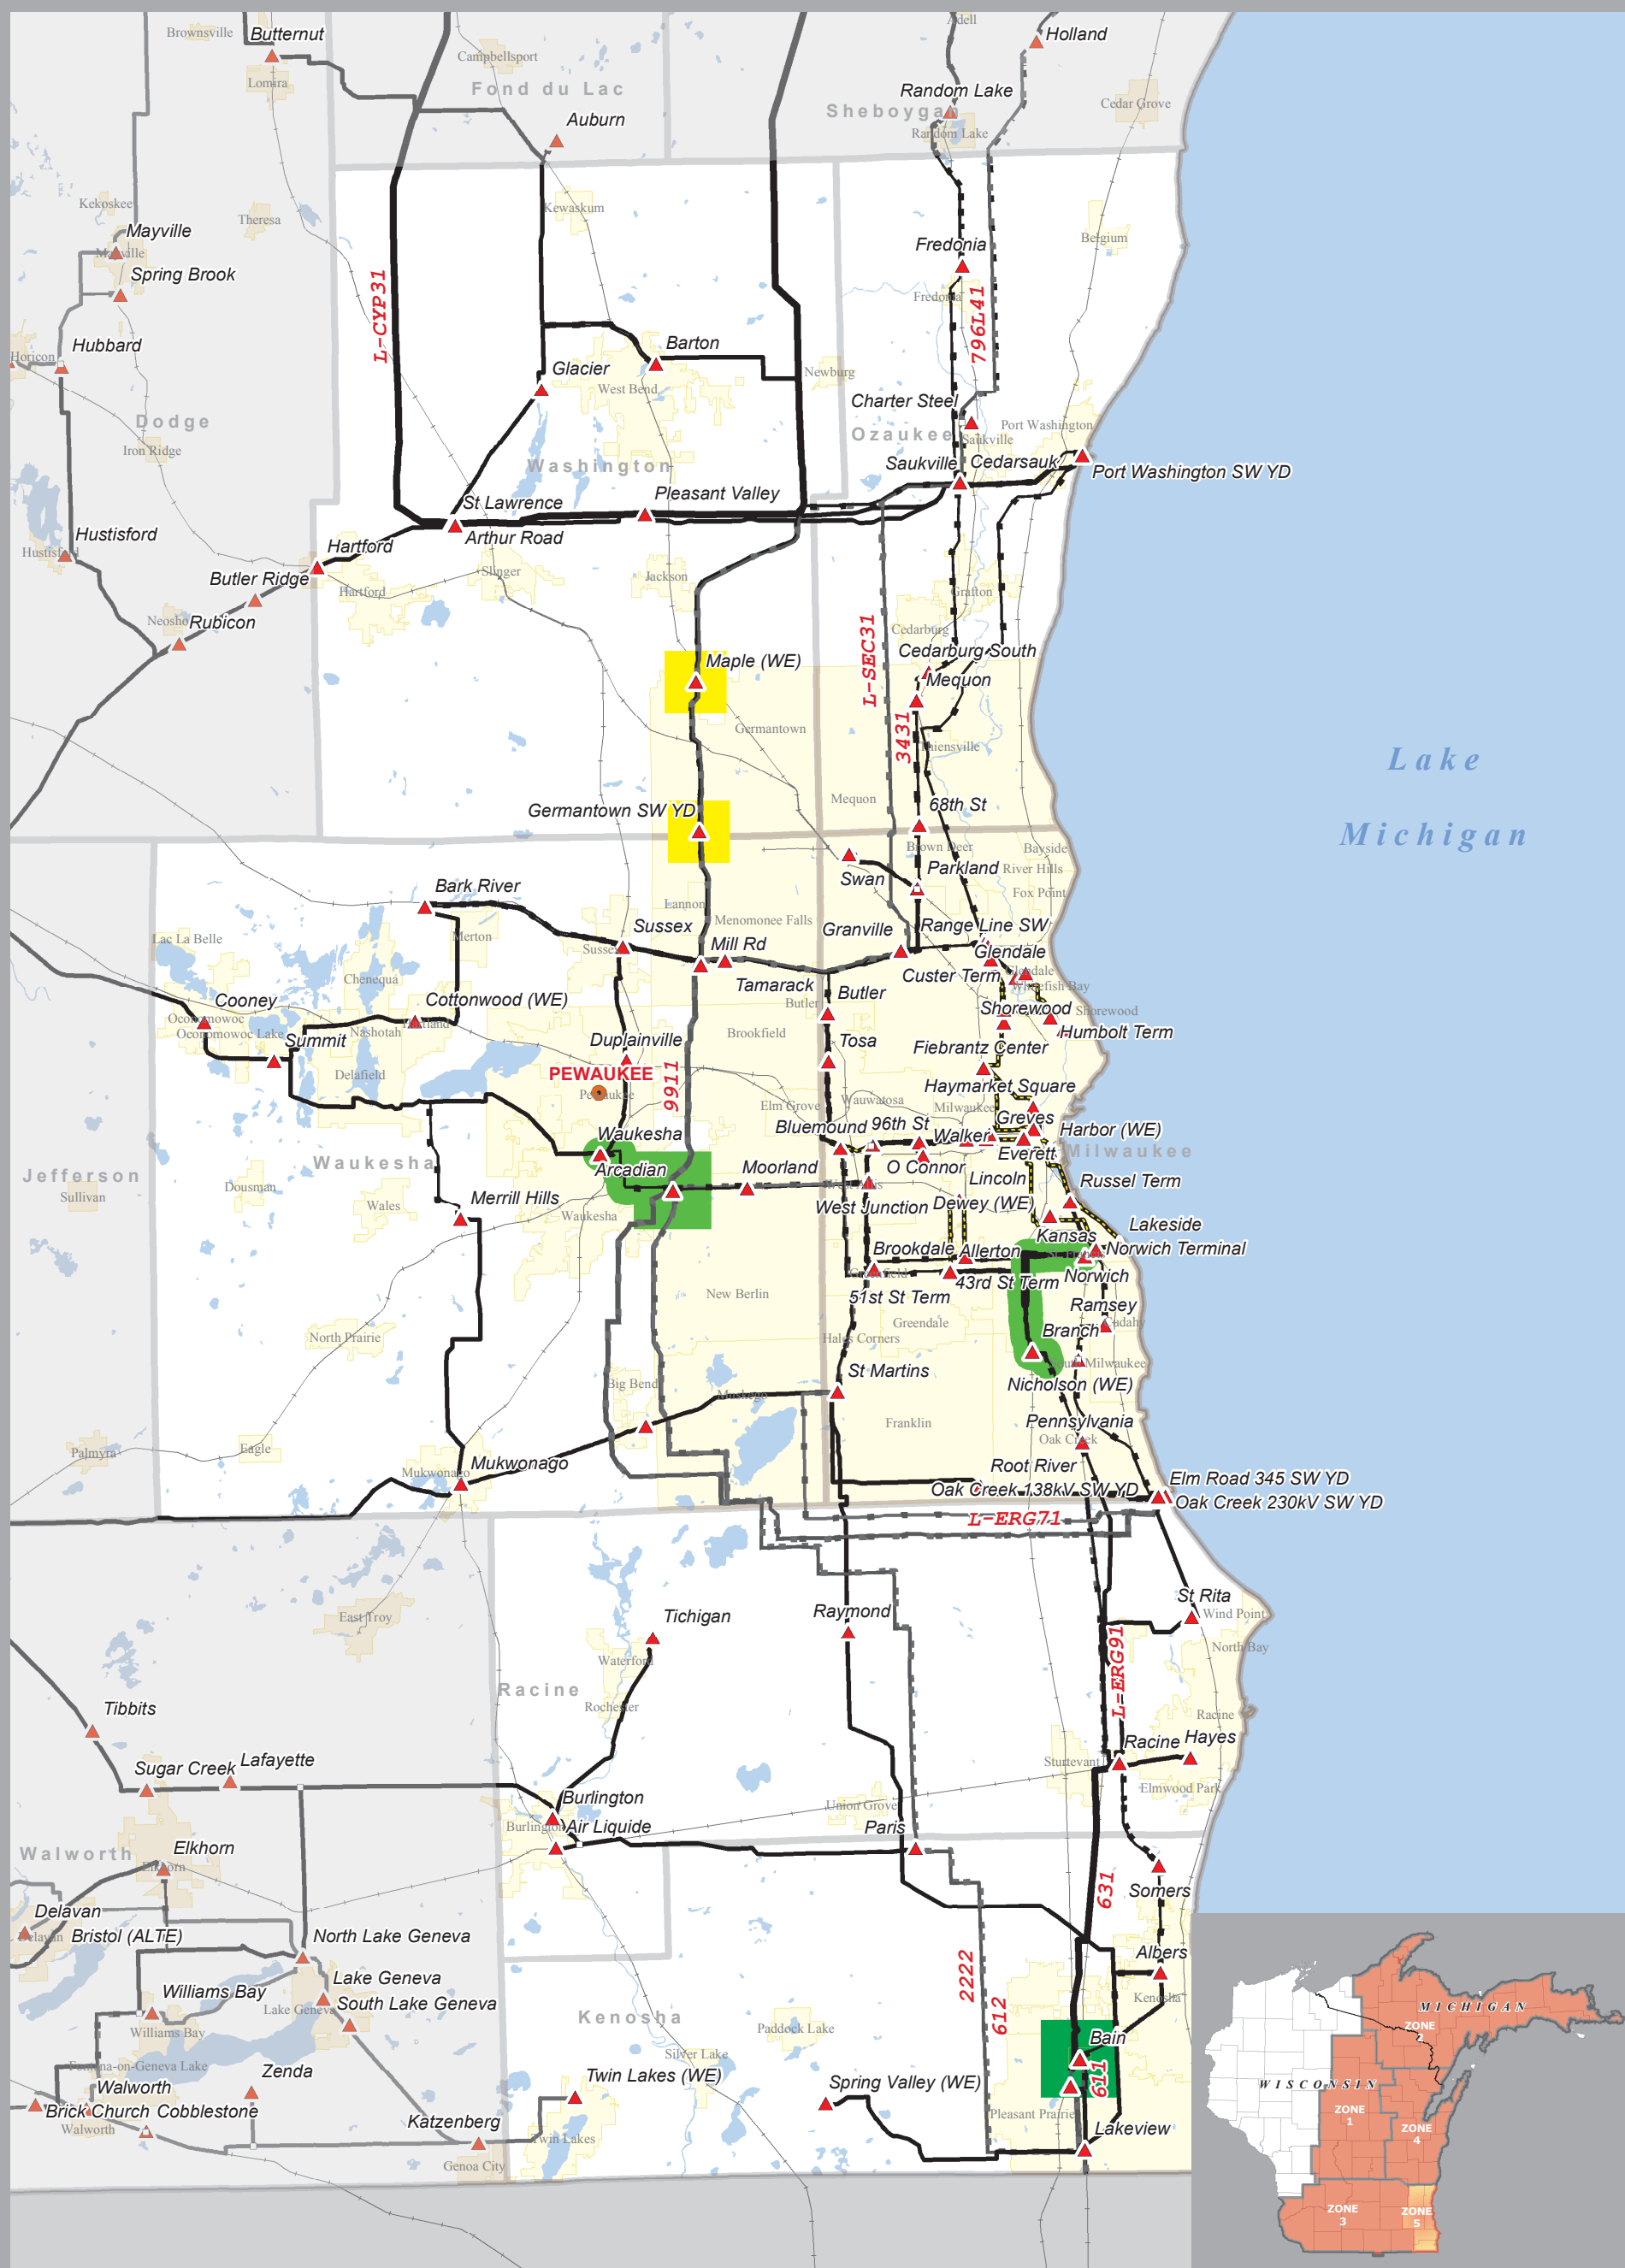 Adell
Holland
Brownsville
Butternut
Campbellsport
Lomira
Fond du Lac
Random Lake
Cedar Grove
Sheboygan
Auburn
Random Lake
Kekoskee
Theresa
Kewaskum
Mayville
Mayville
Belgium
Fredonia
Spring Brook
L-CYP31
Fredonia
796L41
Hubbard
Horicon
Barton
Glacier
Newburg
West Bend
Charter Steel
Dodge
Port Washington
Ozaukee
Saukville
Iron Ridge
Washington
Saukville
Cedarsauk
Port Washington SW YD
Pleasant Valley
St Lawrence
Hustisford
Arthur Road
Hartford
Hustisford
Slinger
Jackson
Butler Ridge
Hartford
Grafton
Neosho
Rubicon
Cedarburg
L-SEC31
Cedarburg South
Maple (WE)
Mequon
Germantown
3431
Thiensville
Lake
Michigan
Mequon
68th St
Germantown SW YD
Brown Deer
Bayside
River Hills
Parkland
Swan
Fox Point
Bark River
Lannon
Menomonee Falls
Merton
Sussex
Granville
Range Line SW
Lac La Belle
Sussex
Mill Rd
Glendale
Glendale
Chenequa
Custer Term
Whitefish Bay
Tamarack
Butler
Cooney
Cottonwood (WE)
Butler
Shorewood
Shorewood
Oconomowoc
Hartland
Nashotah
Humbolt Term
Oconomowoc Lake
Summit
Duplainville
Brookfield
Tosa
Fiebrantz Center
Delafield
PEWAUKEE
Pewaukee
9911
Haymarket Square
Elm Grove
Wauwatosa
Milwaukee
Greves
Waukesha
Bluemound
96th St
Walker
Harbor (WE)
Everett
Milwaukee
Waukesha
Arcadian
Moorland
O Connor
Jefferson
Sullivan
Dousman
West Allis
Lincoln
Russel Term
Wales
Merrill Hills
Waukesha
West Junction
Dewey (WE)
Lakeside
Kansas
Brookdale
Allerton
St. Francis
Norwich Terminal
Greenfield
43rd St Term
Norwich
New Berlin
51st St Term
Ramsey
North Prairie
Hales Corners
Greendale
Branch
Cudahy
South Milwaukee
St Martins
Nicholson (WE)
Big Bend
Muskego
Franklin
Pennsylvania
Palmyra
Eagle
Oak Creek
Mukwonago
Mukwonago
Root River
Elm Road 345 SW YD
Oak Creek 138kV SW YD
Oak Creek 230kV SW YD
L-ERG71
East Troy
Tichigan
Raymond
St Rita
Wind Point
Waterford
L-ERG91
North Bay
Racine
Rochester
Tibbits
Racine
Racine
Hayes
Sturtevant
Sugar Creek
Lafayette
Elmwood Park
Burlington
Union Grove
Burlington
Air Liquide
Paris
Walworth
Elkhorn
Elkhorn
631
Somers
Delavan
Delavan
Bristol (ALTE)
North Lake Geneva
Albers
2222
Lake Geneva
Williams Bay
South Lake Geneva
Lake Geneva
Kenosha
Kenosha
612
Williams Bay
Paddock Lake
Bain
Silver Lake
Fontana-on-Geneva Lake
Zenda
Twin Lakes (WE)
Spring Valley (WE)
611
Walworth
Brick Church
Cobblestone
Pleasant Prairie
Walworth
Katzenberg
Lakeview
Twin Lakes
Genoa City
MICHIGAN
ZONE
2
WISCONSIN
ZONE
1
ZONE
4
ZONE
3
ZONE
5